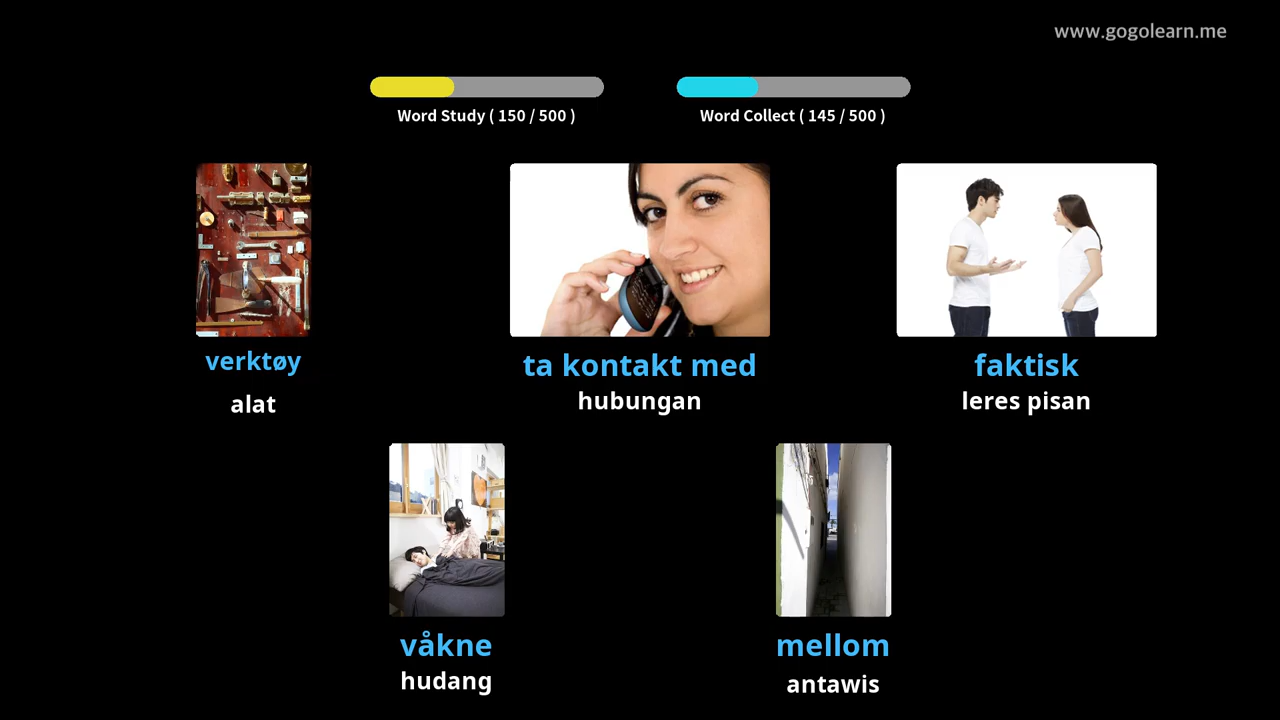 www.gogolearn.me
Word Study ( 150 / 500 )
Word Collect ( 145 / 500 )
verktøy
alat
ta kontakt med
hubungan
faktisk
leres pisan
våkne
hudang
mellom
antawis